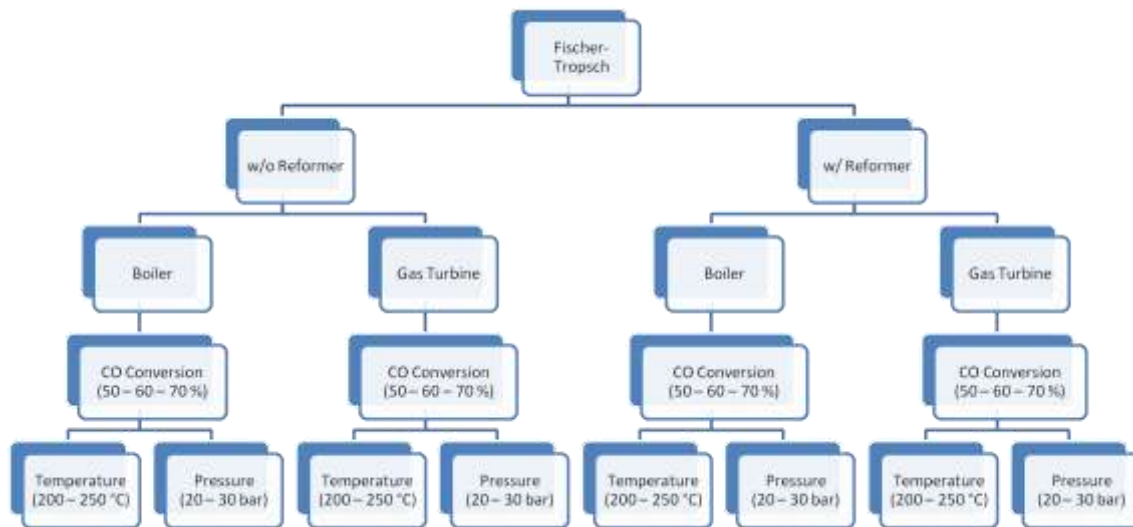 Fischer-
Tropsch
w/o Reformer
w/ Reformer
Boiler
Gas Turbine
Boiler
Gas Turbine
CO Conversion
(50 – 60 – 70 %)
CO Conversion
(50 – 60 – 70 %)
CO Conversion
(50 – 60 – 70 %)
CO Conversion
(50 – 60 – 70 %)
Temperature
(200 – 250 °C)
Pressure
(20 – 30 bar)
Temperature
(200 – 250 °C)
Pressure
(20 – 30 bar)
Temperature
(200 – 250 °C)
Pressure
(20 – 30 bar)
Temperature
(200 – 250 °C)
Pressure
(20 – 30 bar)